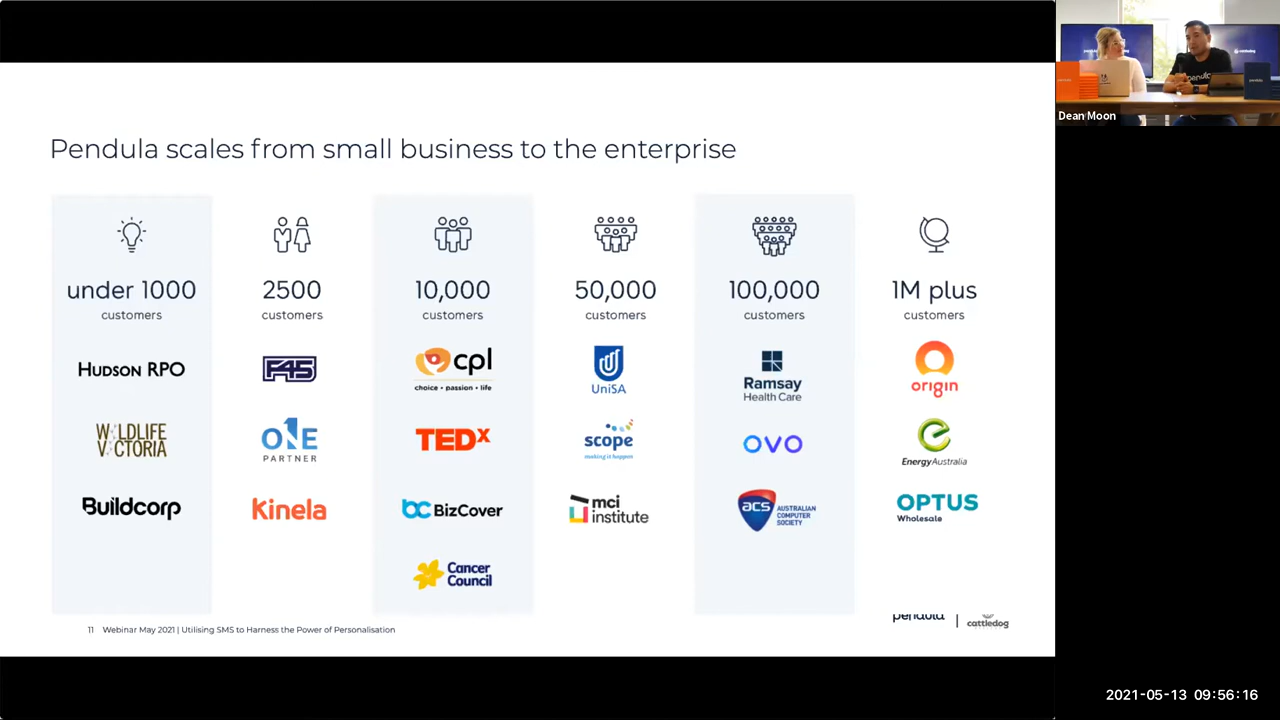 Pendula scales from small business to the enterprise
under 1000
customers
HUDSON RPO
WILDLIFE
VICTORIA
Buildcorp
2500
customers
F45
ONE
PARTNER
Kinela
10,000
customers
cpl
choice • passion • life
TEDx
bc BizCover
Cancer
Council
50,000
customers
UniSA
scope
making it happen
mci
institute
100,000
customers
Ramsay
Health Care
OVO
acs AUSTRALIAN
COMPUTER
SOCIETY
1M plus
customers
origin
EnergyAustralia
OPTUS
Wholesale
11 Webinar May 2021 | Utilising SMS to Harness the Power of Personalisation
pendula | cattledog
cattledog
pendula
Dean Moon
2021-05-13 09:56:16